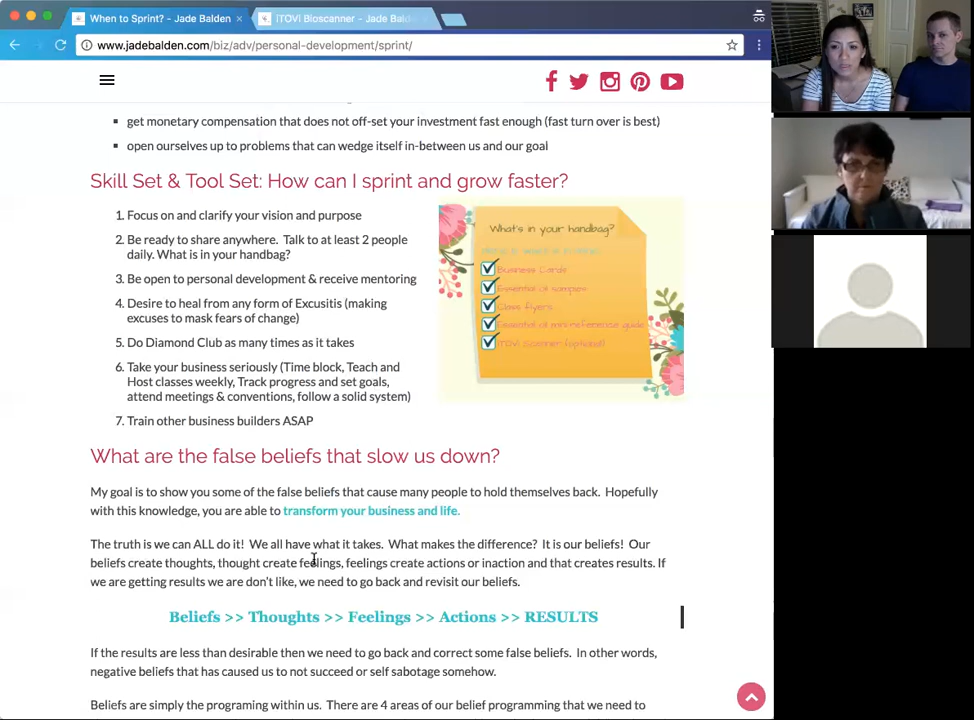 When to Sprint? - Jade Balden
iTOVi Bioscanner - Jade Bald
www.jadebalden.com/biz/adv/personal-development/sprint/
get monetary compensation that does not off-set your investment fast enough (fast turn over is best)
open ourselves up to problems that can wedge itself in-between us and our goal
Skill Set & Tool Set: How can I sprint and grow faster?
1. Focus on and clarify your vision and purpose
2. Be ready to share anywhere. Talk to at least 2 people
daily. What is in your handbag?
3. Be open to personal development & receive mentoring
4. Desire to heal from any form of Excusitis (making
excuses to mask fears of change)
5. Do Diamond Club as many times as it takes
6. Take your business seriously (Time block, Teach and
Host classes weekly, Track progress and set goals,
attend meetings & conventions, follow a solid system)
7. Train other business builders ASAP
What's in your handbag?
Business Cards
Essential oil samples
Class flyers
Essential oil mini-reference guide
iTOVi scanner (optional)
What are the false beliefs that slow us down?
My goal is to show you some of the false beliefs that cause many people to hold themselves back. Hopefully
with this knowledge, you are able to transform your business and life.
The truth is we can ALL do it! We all have what it takes. What makes the difference? It is our beliefs! Our
beliefs create thoughts, thought create feelings, feelings create actions or inaction and that creates results. If
we are getting results we are don't like, we need to go back and revisit our beliefs.
Beliefs >> Thoughts >> Feelings >> Actions >> RESULTS
If the results are less than desirable then we need to go back and correct some false beliefs. In other words,
negative beliefs that has caused us to not succeed or self sabotage somehow.
Beliefs are simply the programing within us. There are 4 areas of our belief programming that we need to